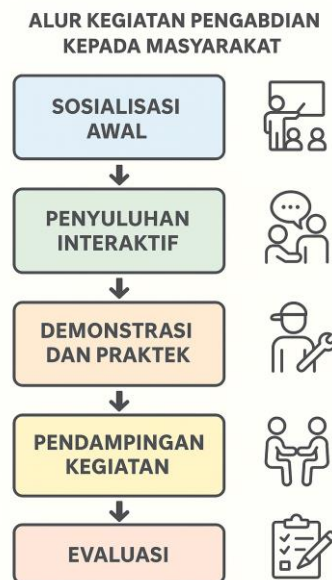 ALUR KEGIATAN PENGABDIAN
KEPADA MASYARAKAT
SOSIALISASI
AWAL
PENYULUHAN
INTERAKTIF
DEMONSTRASI
DAN PRAKTEK
PENDAMPINGAN
KEGIATAN
EVALUASI